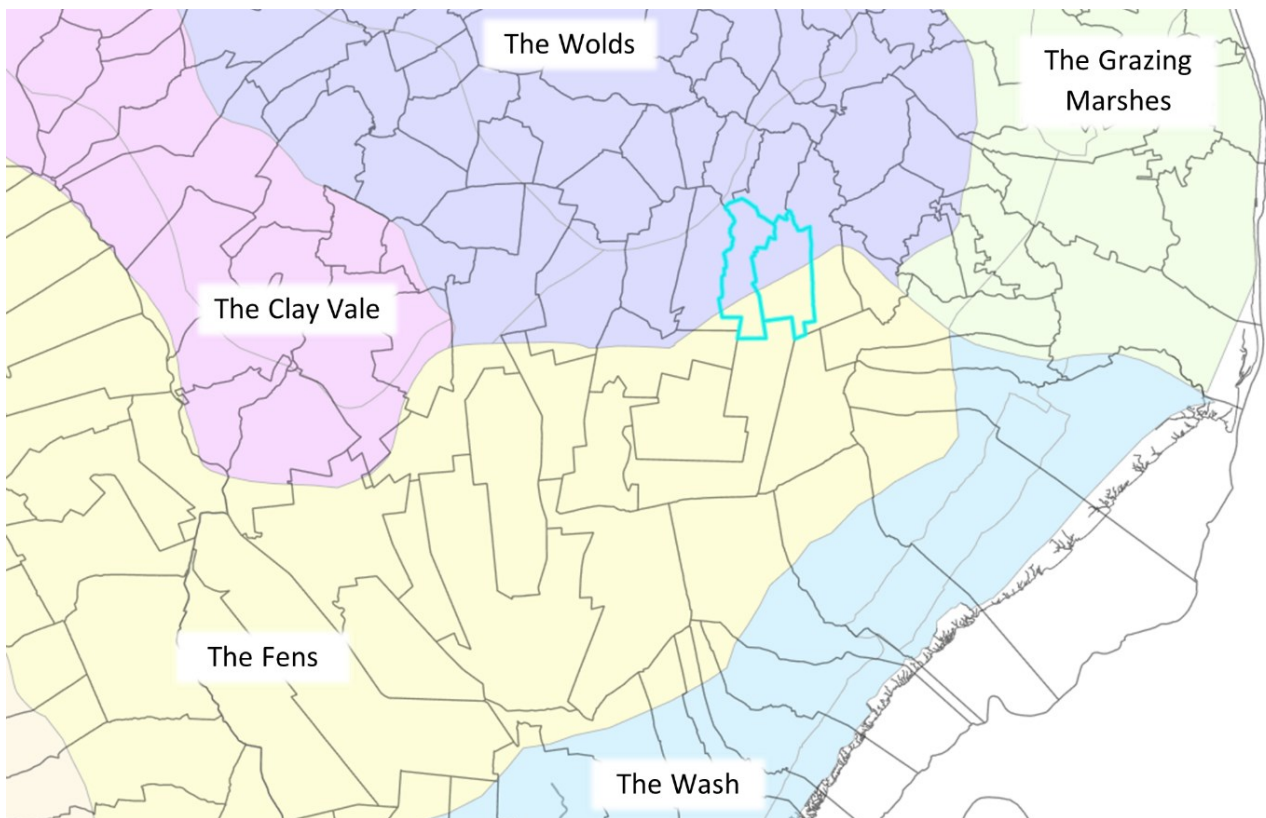 The Wolds
The Grazing
Marshes
The Clay Vale
The Fens
The Wash